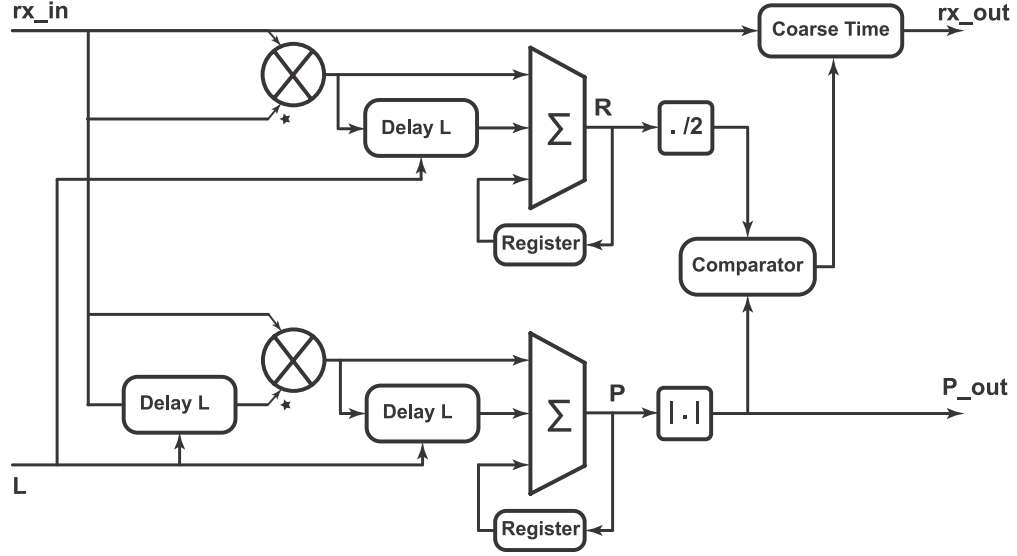 rx_in
rx_out
Coarse Time
Delay L
R
Σ
. /2
Register
Comparator
Delay L
Delay L
P
Σ
| . |
P_out
L
Register